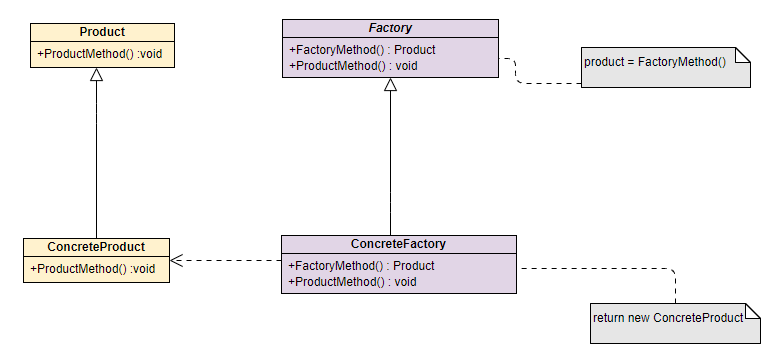 Product
+ProductMethod() :void
Factory
+FactoryMethod() : Product
+ProductMethod() : void
product = FactoryMethod()
ConcreteProduct
+ProductMethod() :void
ConcreteFactory
+FactoryMethod() : Product
+ProductMethod() : void
return new ConcreteProduct